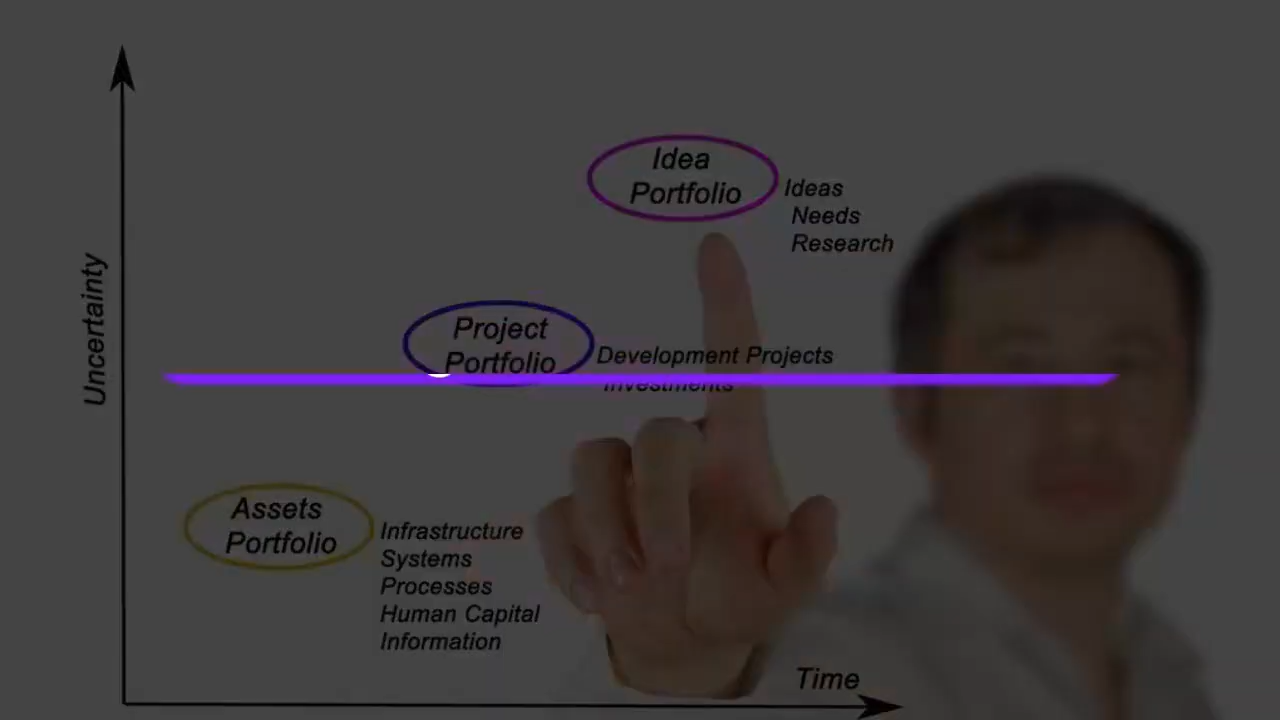 Idea
Portfolio
Ideas
Needs
Research
Uncertainty
Project
Portfolio
Development Projects
Investments
Assets
Portfolio
Infrastructure
Systems
Processes
Human Capital
Information
Time